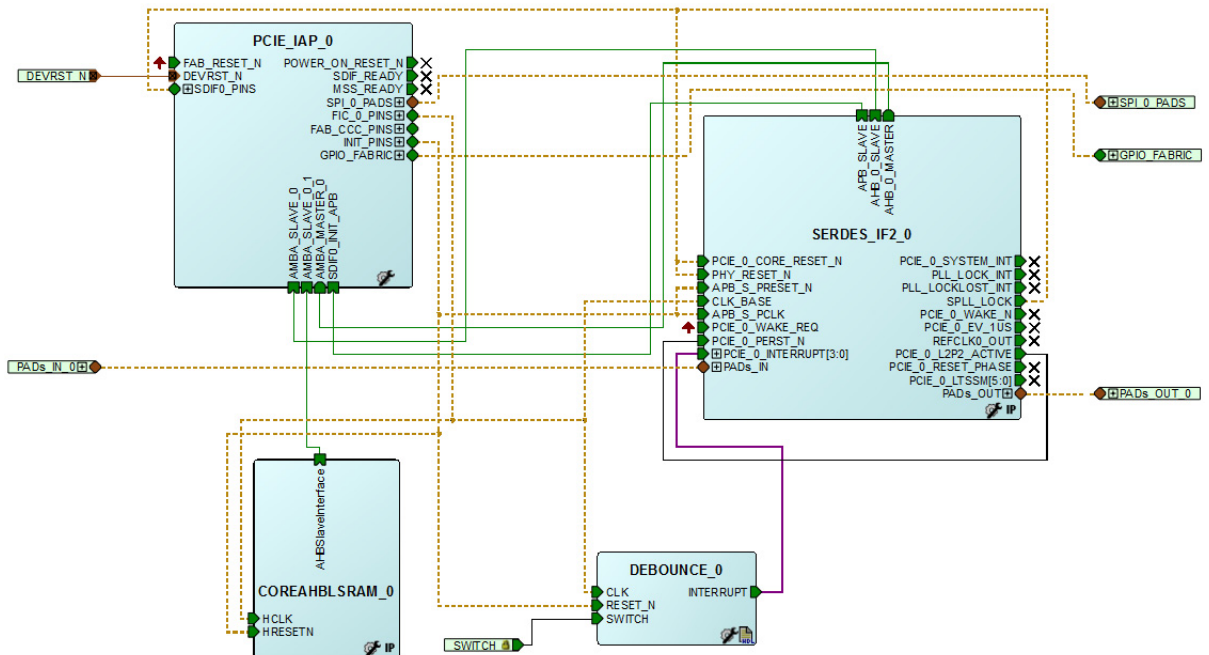 PCIE_IAP_0
FAB_RESET_N
DEVRST_N
SDIF0_PINS
POWER_ON_RESET_N
SDIF_READY
MSS_READY
SPI_0_PADS
FIC_0_PINS
FAB_CCC_PINS
INIT_PINS
GPIO_FABRIC
AMBA_SLAVE_0
AMBA_SLAVE_0_1
AMBA_MASTER_0
SDIF0_INIT_APB
DEVRST_N
SPI_0_PADS
GPIO_FABRIC
APB_SLAVE
AHB_0_SLAVE
AHB_0_MASTER
SERDES_IF2_0
PCIE_0_CORE_RESET_N
PHY_RESET_N
APB_S_PRESET_N
CLK_BASE
APB_S_PCLK
PCIE_0_WAKE_REQ
PCIE_0_PERST_N
PCIE_0_INTERRUPT[3:0]
PADs_IN
PCIE_0_SYSTEM_INT
PLL_LOCK_INT
PLL_LOCKLOST_INT
SPLL_LOCK
PCIE_0_WAKE_N
PCIE_0_EV_1US
REFCLK0_OUT
PCIE_0_L2P2_ACTIVE
PCIE_0_RESET_PHASE
PCIE_0_LTSSM[5:0]
PADs_OUT
IP
PADs_IN_0
PADs_OUT_0
AHBSlaveInterface
COREAHBLSRAM_0
HCLK
HRESETN
IP
DEBOUNCE_0
CLK
RESET_N
SWITCH
INTERRUPT
HDL
SWITCH